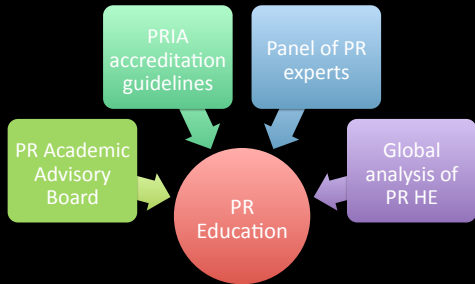 PRIA
accreditation
guidelines
Panel of PR
experts
PR Academic
Advisory
Board
Global
analysis of
PR HE
PR
Education